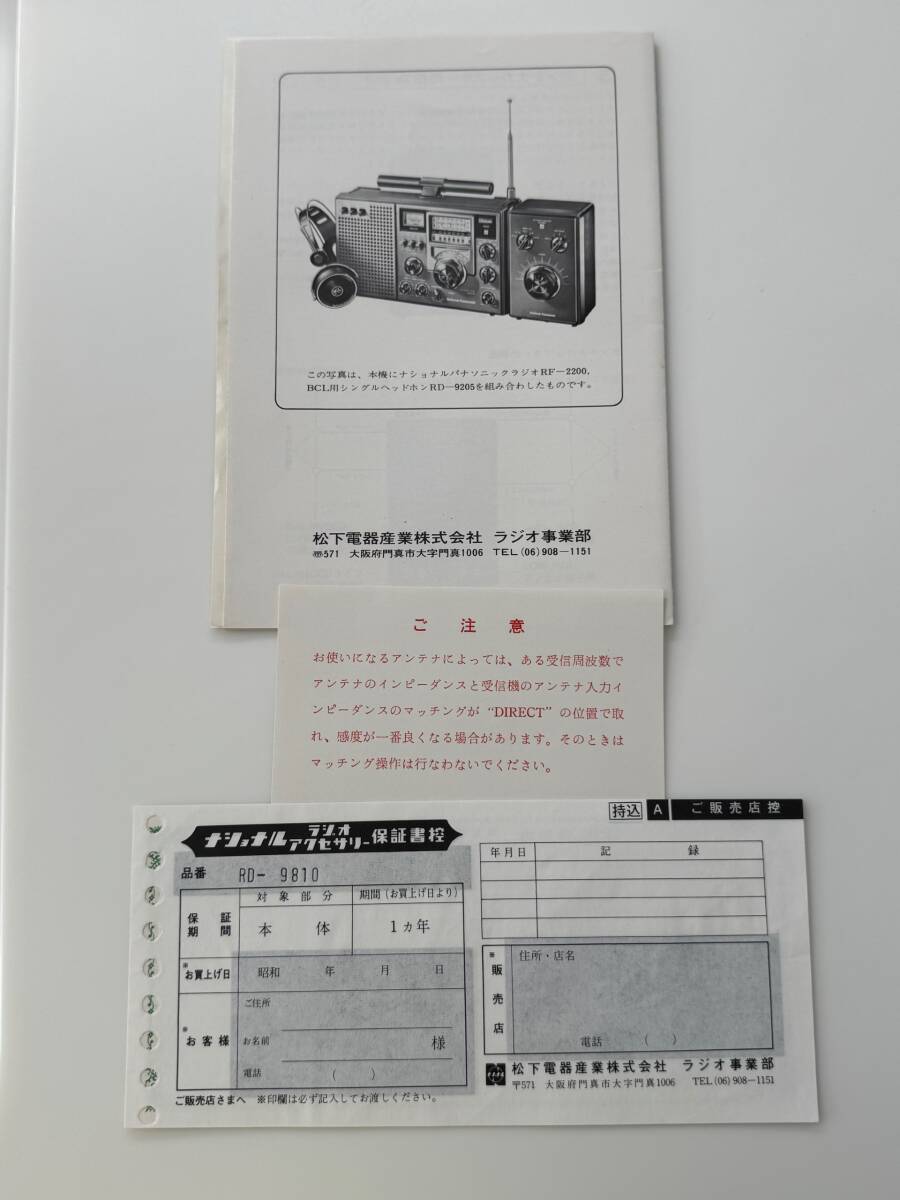 この写真は、本機にナショナルパナソニックラジオRF−2200,
BCL用シングルヘッドホンRD−9205を組み合わしたものです。
松下電器産業株式会社 ラジオ事業部
〠571 大阪府門真市大字門真1006 TEL(06)908−1151
ご注意
お使いになるアンテナによっては、ある受信周波数で
アンテナのインピーダンスと受信機のアンテナ入力イ
ンピーダンスのマッチングが“DIRECT”の位置で取
れ、感度が一番良くなる場合があります。そのときは
マッチング操作は行なわないでください。
持込 A ご販売店控
ナショナル ラジオアクセサリー 保証書控
品番 RD- 9810
対象部分 期間(お買上げ日より)
保証期間 本体 1ヵ年
※お買上げ日 昭和 年 月 日
※お客様
ご住所
お名前 様
電話 ( )
ご販売店さまへ ※印欄は必ず記入してお渡しください。
年月日 記録
※販売店 住所・店名
電話 ( )
松下電器産業株式会社 ラジオ事業部
〒571 大阪府門真市大字門真1006 TEL(06)908−1151